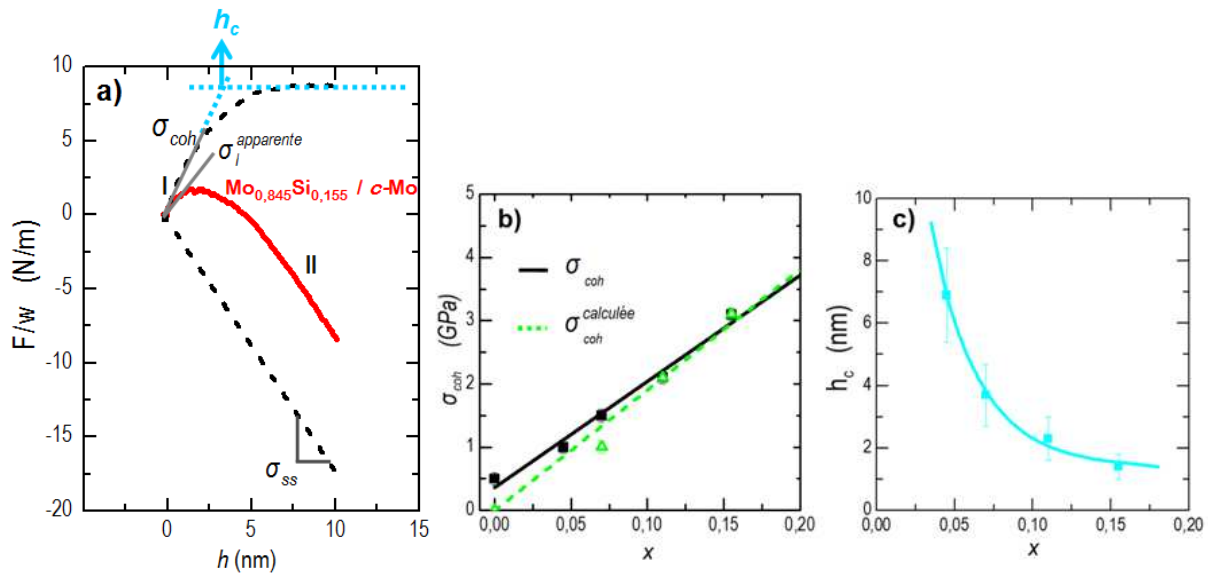 h_c
a)
σ_coh
σ_I^apparente
I
Mo_0,845Si_0,155 / c-Mo
II
σ_ss
F/w (N/m)
10
5
0
-5
-10
-15
-20
0 5 10 15
h (nm)
b)
σ_coh
σ_coh^calculée
σ_coh (GPa)
5
4
3
2
1
0
0,00 0,05 0,10 0,15 0,20
x
c)
h_c (nm)
10
8
6
4
2
0
0,00 0,05 0,10 0,15 0,20
x